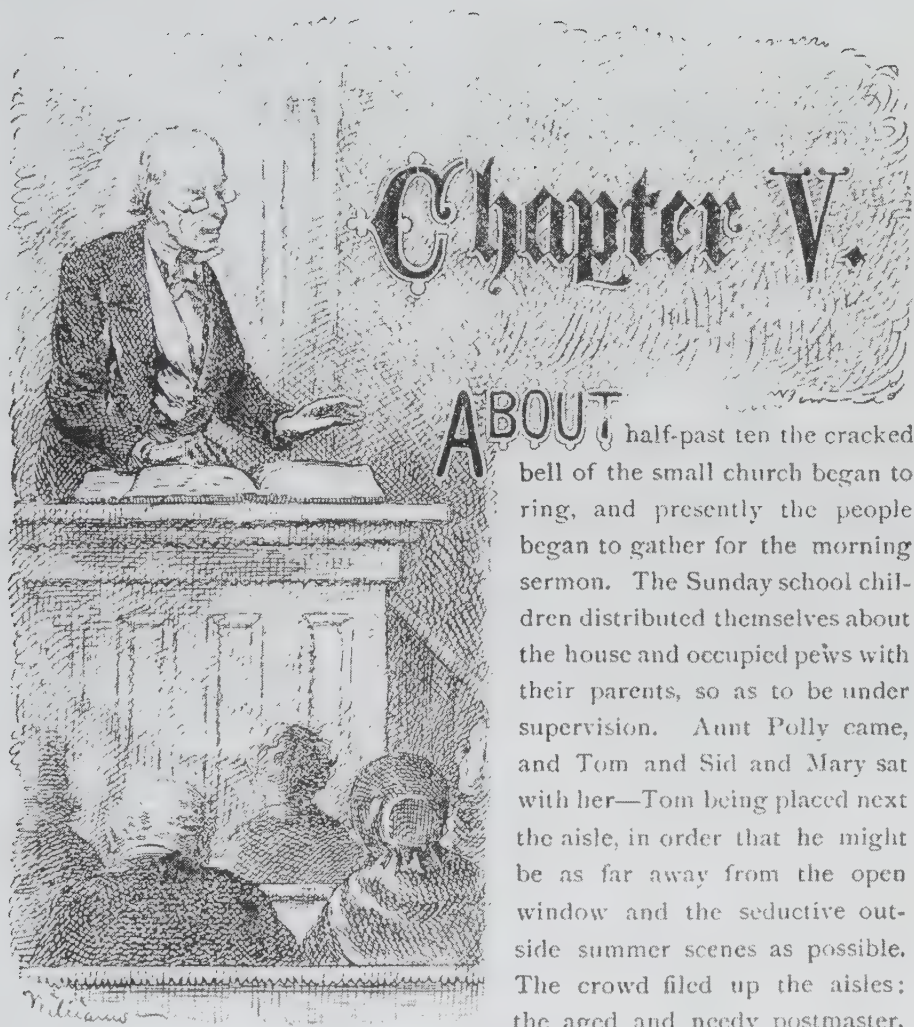 Chapter V.
ABOUT half-past ten the cracked
bell of the small church began to
ring, and presently the people
began to gather for the morning
sermon. The Sunday school chil-
dren distributed themselves about
the house and occupied pews with
their parents, so as to be under
supervision. Aunt Polly came,
and Tom and Sid and Mary sat
with her—Tom being placed next
the aisle, in order that he might
be as far away from the open
window and the seductive out-
side summer scenes as possible.
The crowd filed up the aisles:
the aged and needy postmaster,
Williams